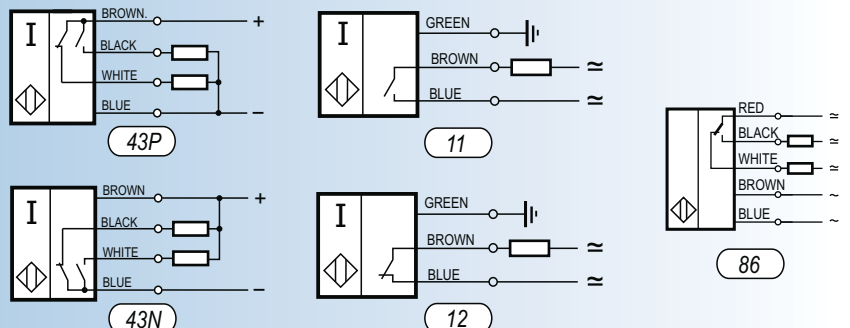 BROWN.
+
I
BLACK
WHITE
BLUE
−
43P
GREEN
I
BROWN
≃
BLUE
≃
11
RED
≃
BLACK
≃
WHITE
≃
BROWN
~
BLUE
~
86
BROWN
+
I
BLACK
WHITE
BLUE
−
43N
GREEN
I
BROWN
≃
BLUE
≃
12